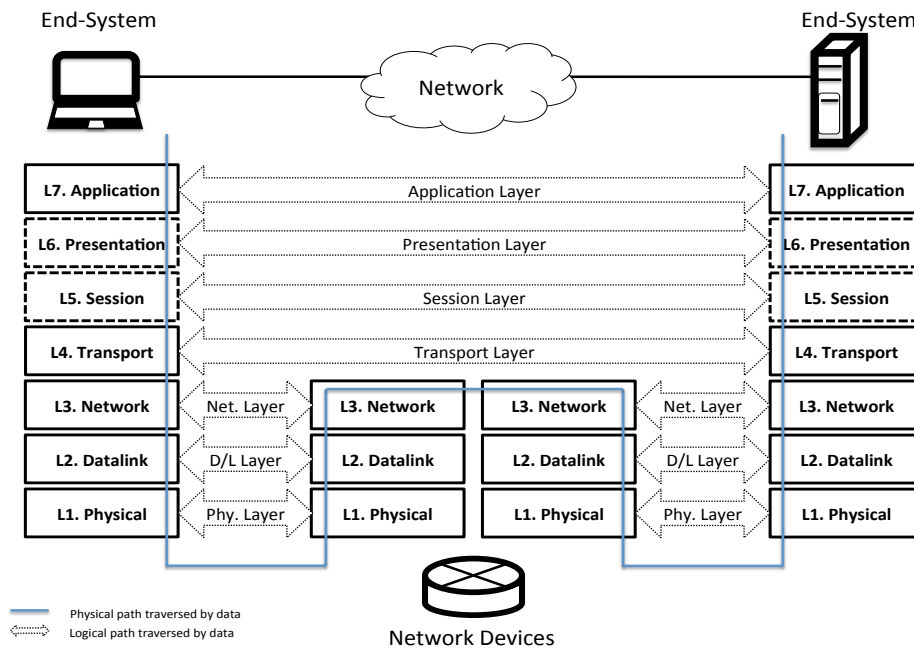 End-System
End-System
Network
L7. Application
Application Layer
L7. Application
L6. Presentation
Presentation Layer
L6. Presentation
L5. Session
Session Layer
L5. Session
L4. Transport
Transport Layer
L4. Transport
L3. Network
Net. Layer
L3. Network
L3. Network
Net. Layer
L3. Network
L2. Datalink
D/L Layer
L2. Datalink
L2. Datalink
D/L Layer
L2. Datalink
L1. Physical
Phy. Layer
L1. Physical
L1. Physical
Phy. Layer
L1. Physical
Physical path traversed by data
Logical path traversed by data
Network Devices